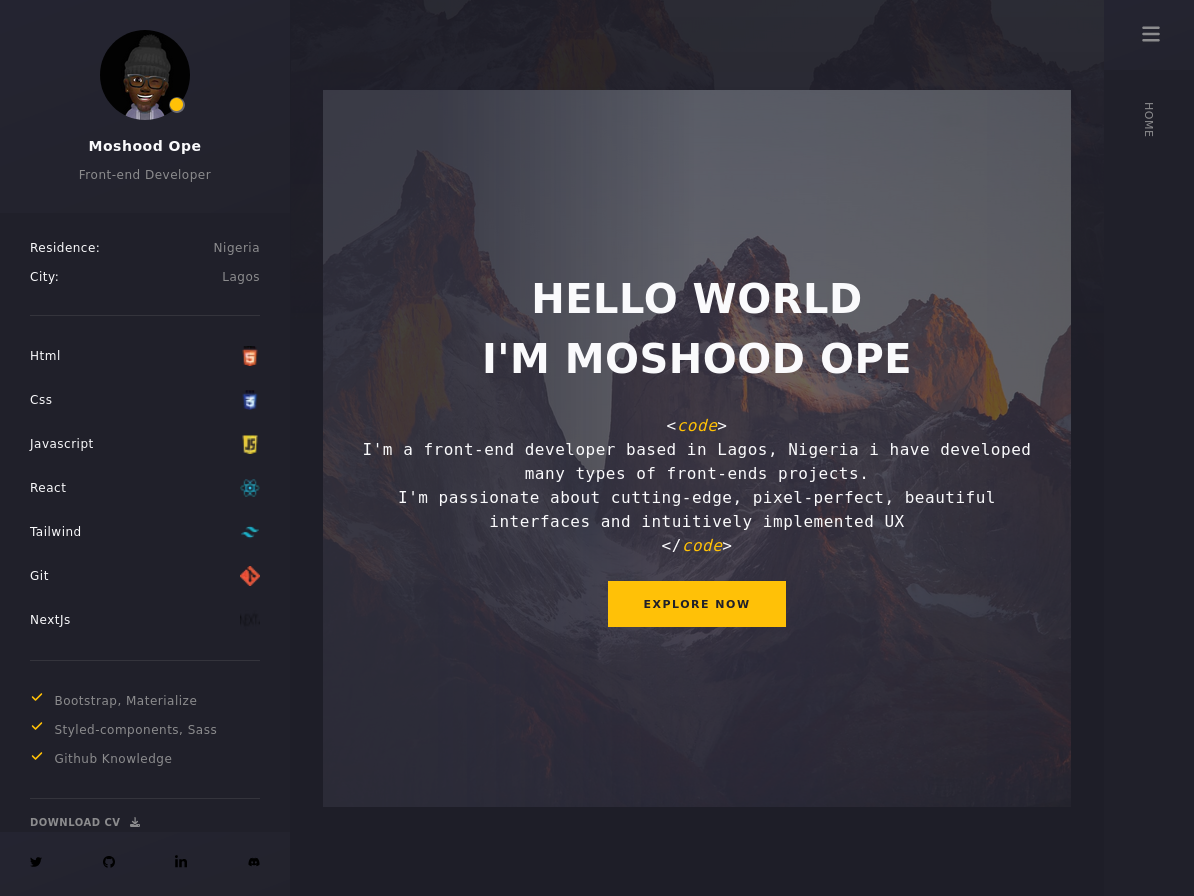 Moshood Ope
Front-end Developer
Residence: Nigeria
City: Lagos
Html
Css
Javascript
React
Tailwind
Git
NextJs
Bootstrap, Materialize
Styled-components, Sass
Github Knowledge
DOWNLOAD CV
HELLO WORLD
I'M MOSHOOD OPE
<code>
I'm a front-end developer based in Lagos, Nigeria i have developed
many types of front-ends projects.
I'm passionate about cutting-edge, pixel-perfect, beautiful
interfaces and intuitively implemented UX
</code>
EXPLORE NOW
HOME